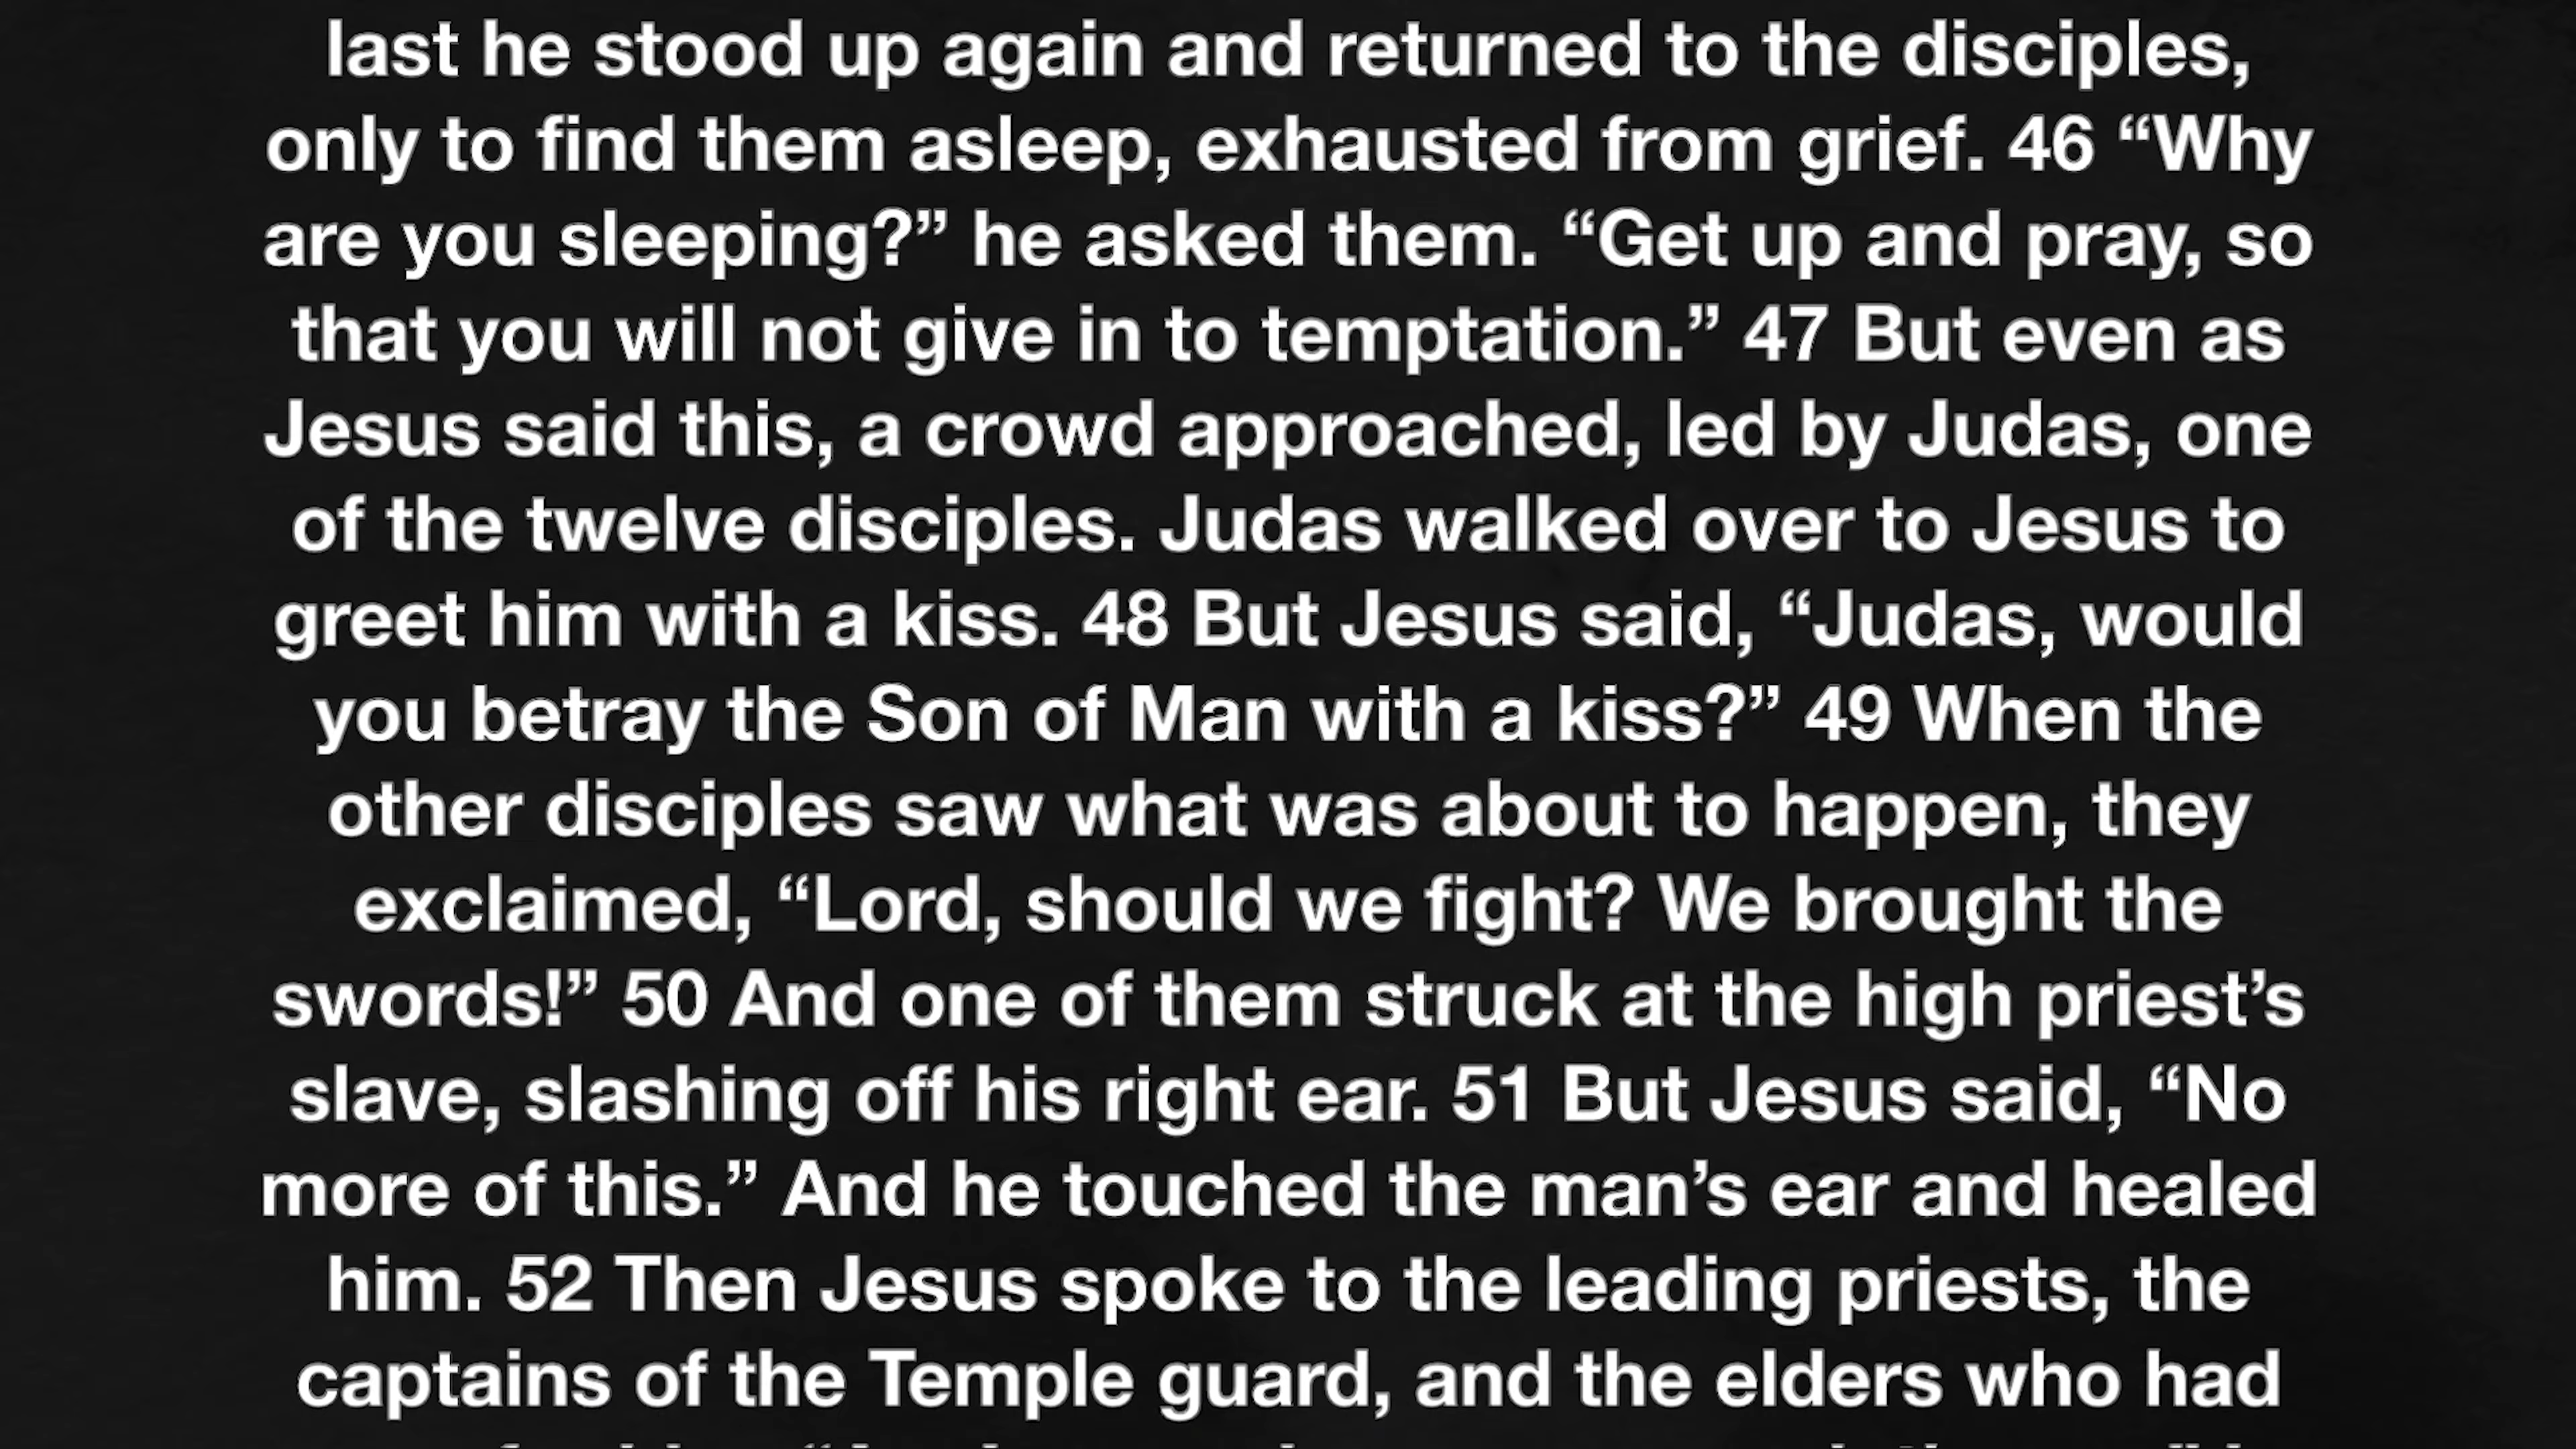 last he stood up again and returned to the disciples,
only to find them asleep, exhausted from grief. 46 “Why
are you sleeping?” he asked them. “Get up and pray, so
that you will not give in to temptation.” 47 But even as
Jesus said this, a crowd approached, led by Judas, one
of the twelve disciples. Judas walked over to Jesus to
greet him with a kiss. 48 But Jesus said, “Judas, would
you betray the Son of Man with a kiss?” 49 When the
other disciples saw what was about to happen, they
exclaimed, “Lord, should we fight? We brought the
swords!” 50 And one of them struck at the high priest’s
slave, slashing off his right ear. 51 But Jesus said, “No
more of this.” And he touched the man’s ear and healed
him. 52 Then Jesus spoke to the leading priests, the
captains of the Temple guard, and the elders who had